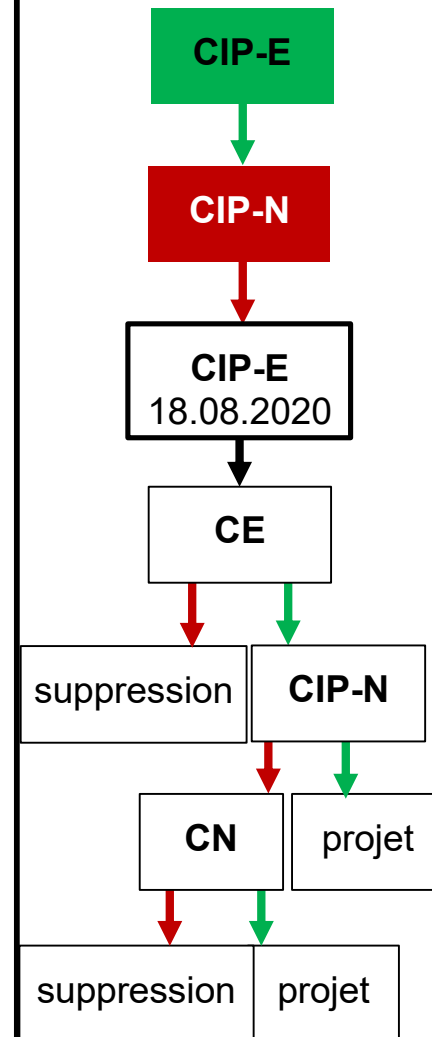 CIP-E
CIP-N
CIP-E
18.08.2020
CE
suppression
CIP-N
CN
projet
suppression
projet